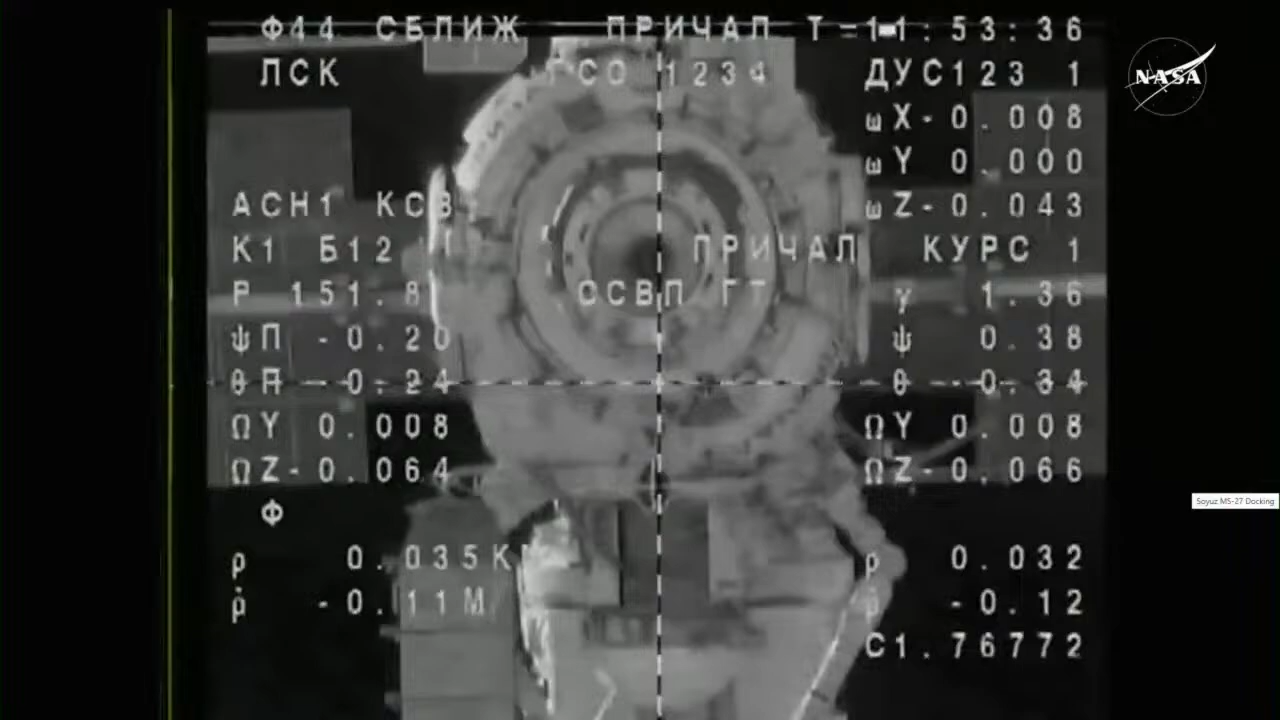 Ф44 СБЛИЖ ПРИЧАЛ Т=11:53:36
NASA
ЛСК ГСО 1234 ДУС123 1
ωX-0.008
ωY 0.000
АСН1 КСВ ωZ-0.043
К1 Б12 ПРИЧАЛ КУРС 1
Р 151.8 ССВП ГТ γ 1.36
ψП -0.20 ψ 0.38
θП -0.24 θ -0.34
ΩY 0.008 ΩY 0.008
ΩZ-0.064 ΩZ-0.066
Soyuz MS-27 Docking
Ф
ρ 0.035К ρ 0.032
ρ̇ -0.11М ρ̇ -0.12
С1.76772